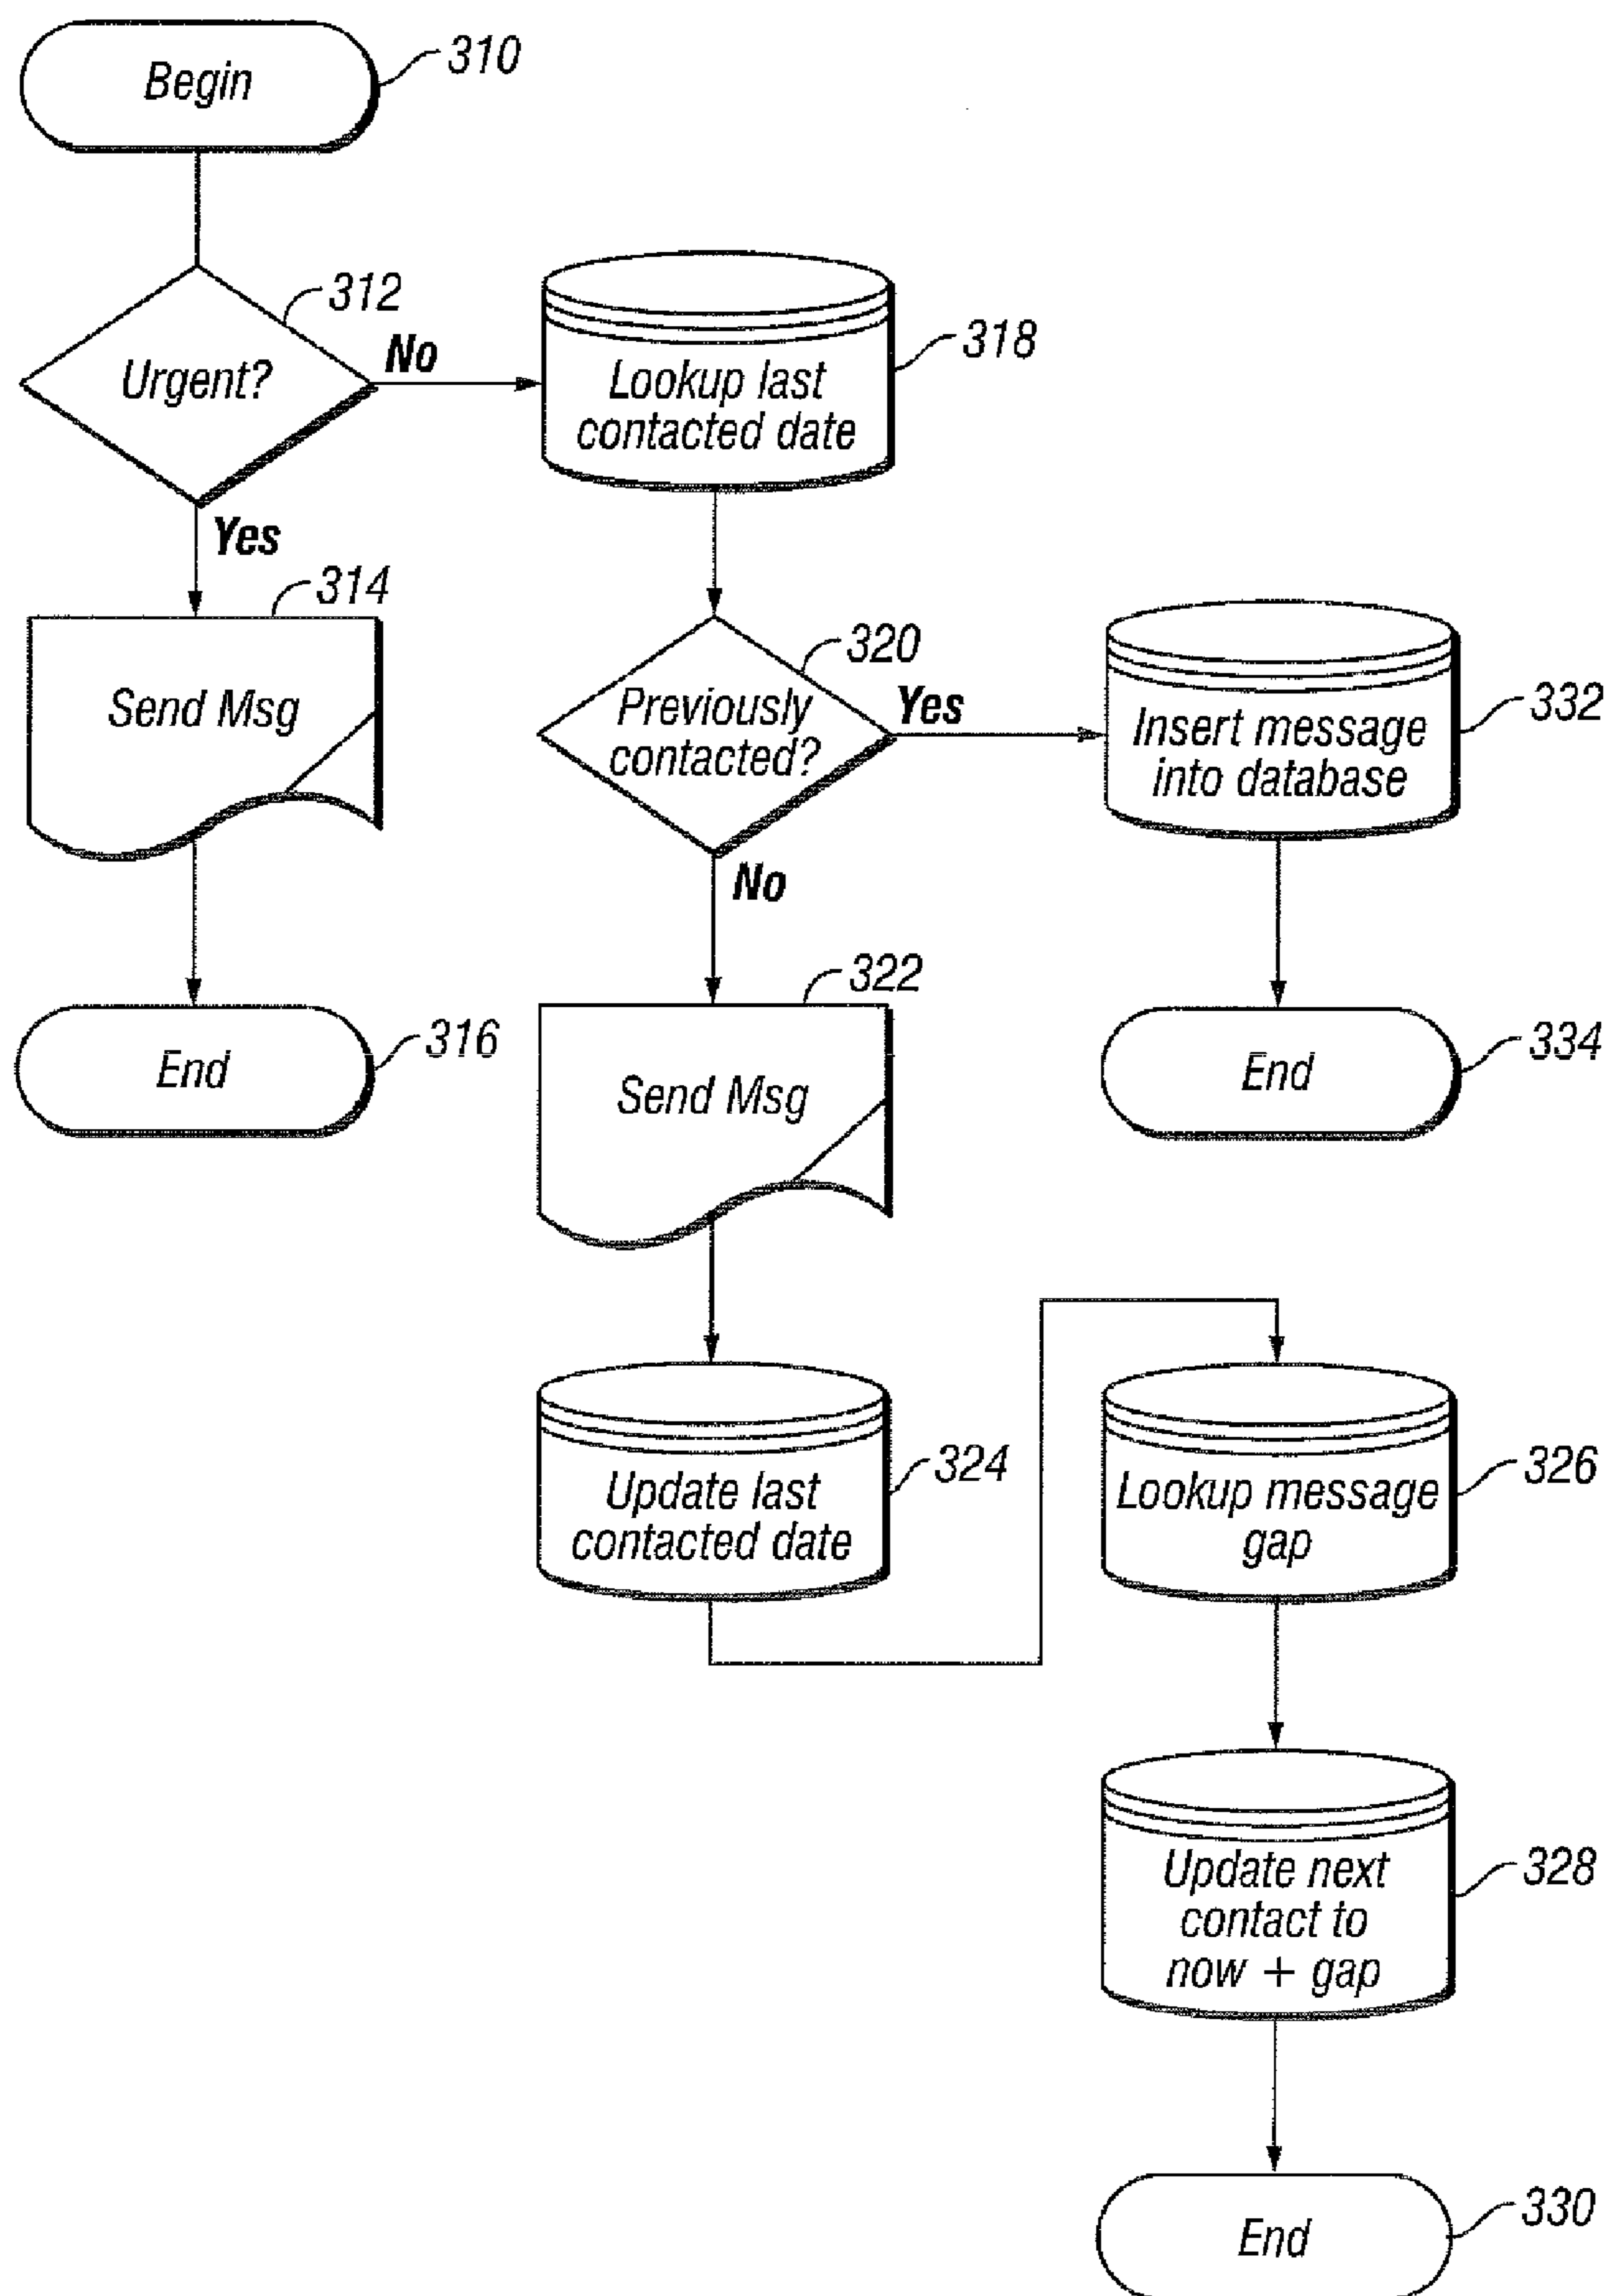 Begin
310
Urgent?
312
No
Lookup last
contacted date
318
Yes
Send Msg
314
Previously
contacted?
320
Yes
Insert message
into database
332
No
End
316
Send Msg
322
End
334
Update last
contacted date
324
Lookup message
gap
326
Update next
contact to
now + gap
328
End
330